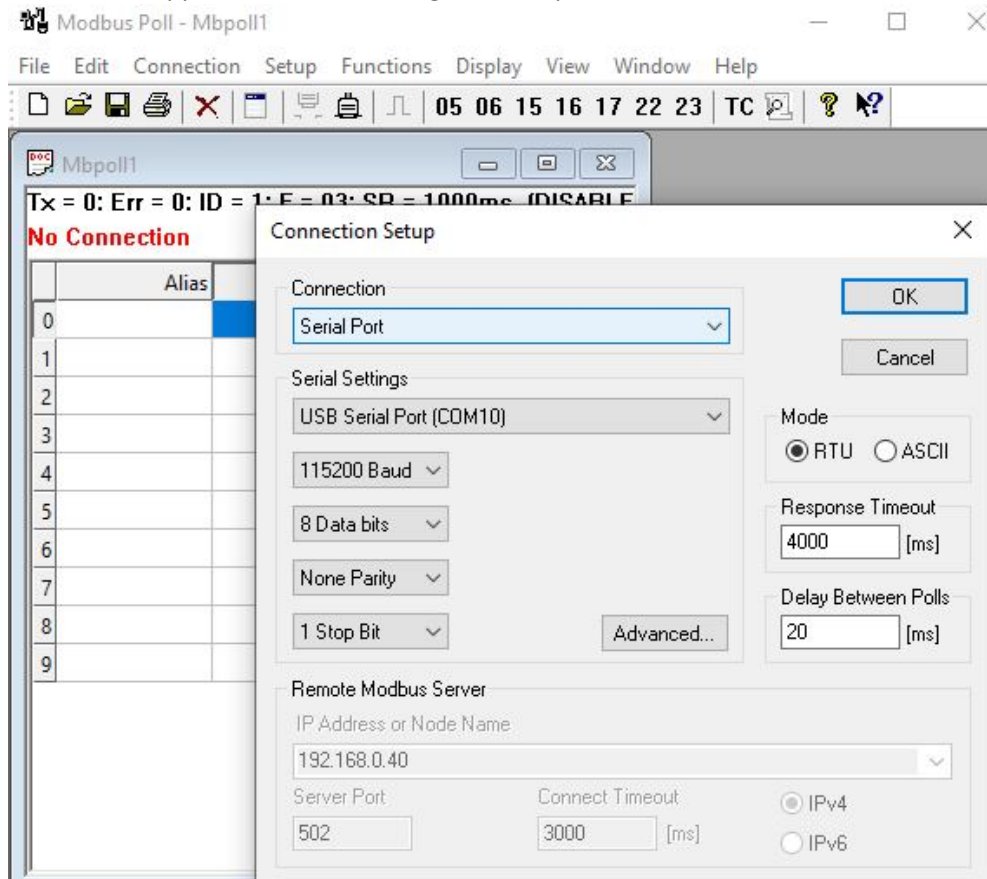 Modbus Poll - Mbpoll1
File Edit Connection Setup Functions Display View Window Help
05 06 15 16 17 22 23 TC
Mbpoll1
Tx = 0: Err = 0: ID = 1: F = 03: SR = 1000ms (DISABLE
No Connection
Alias
0
1
2
3
4
5
6
7
8
9
Connection Setup
Connection
Serial Port
OK
Cancel
Serial Settings
USB Serial Port (COM10)
115200 Baud
8 Data bits
None Parity
1 Stop Bit
Advanced...
Mode
RTU ASCII
Response Timeout
4000 [ms]
Delay Between Polls
20 [ms]
Remote Modbus Server
IP Address or Node Name
192.168.0.40
Server Port Connect Timeout
502 3000 [ms]
IPv4
IPv6